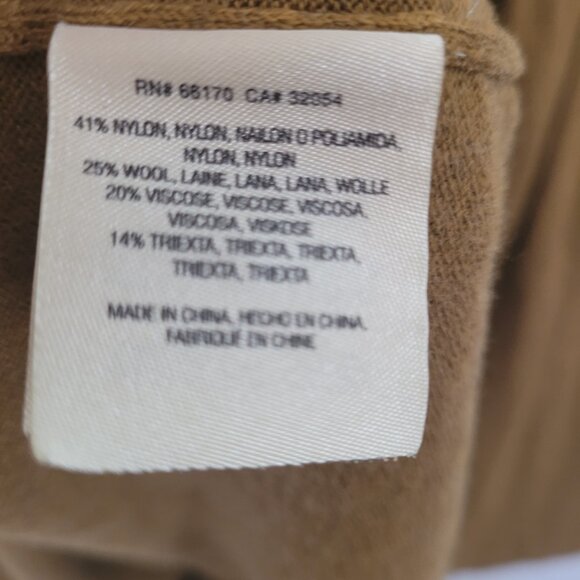 RN# 66170 CA# 32054
41% NYLON, NYLON, NAILON O POLIAMIDA,
NYLON, NYLON
25% WOOL, LAINE, LANA, LANA, WOLLE
20% VISCOSE, VISCOSE, VISCOSA,
VISCOSA, VISKOSE
14% TRIEXTA, TRIEXTA, TRIEXTA,
TRIEXTA, TRIEXTA
MADE IN CHINA, HECHO EN CHINA,
FABRIQUÉ EN CHINE